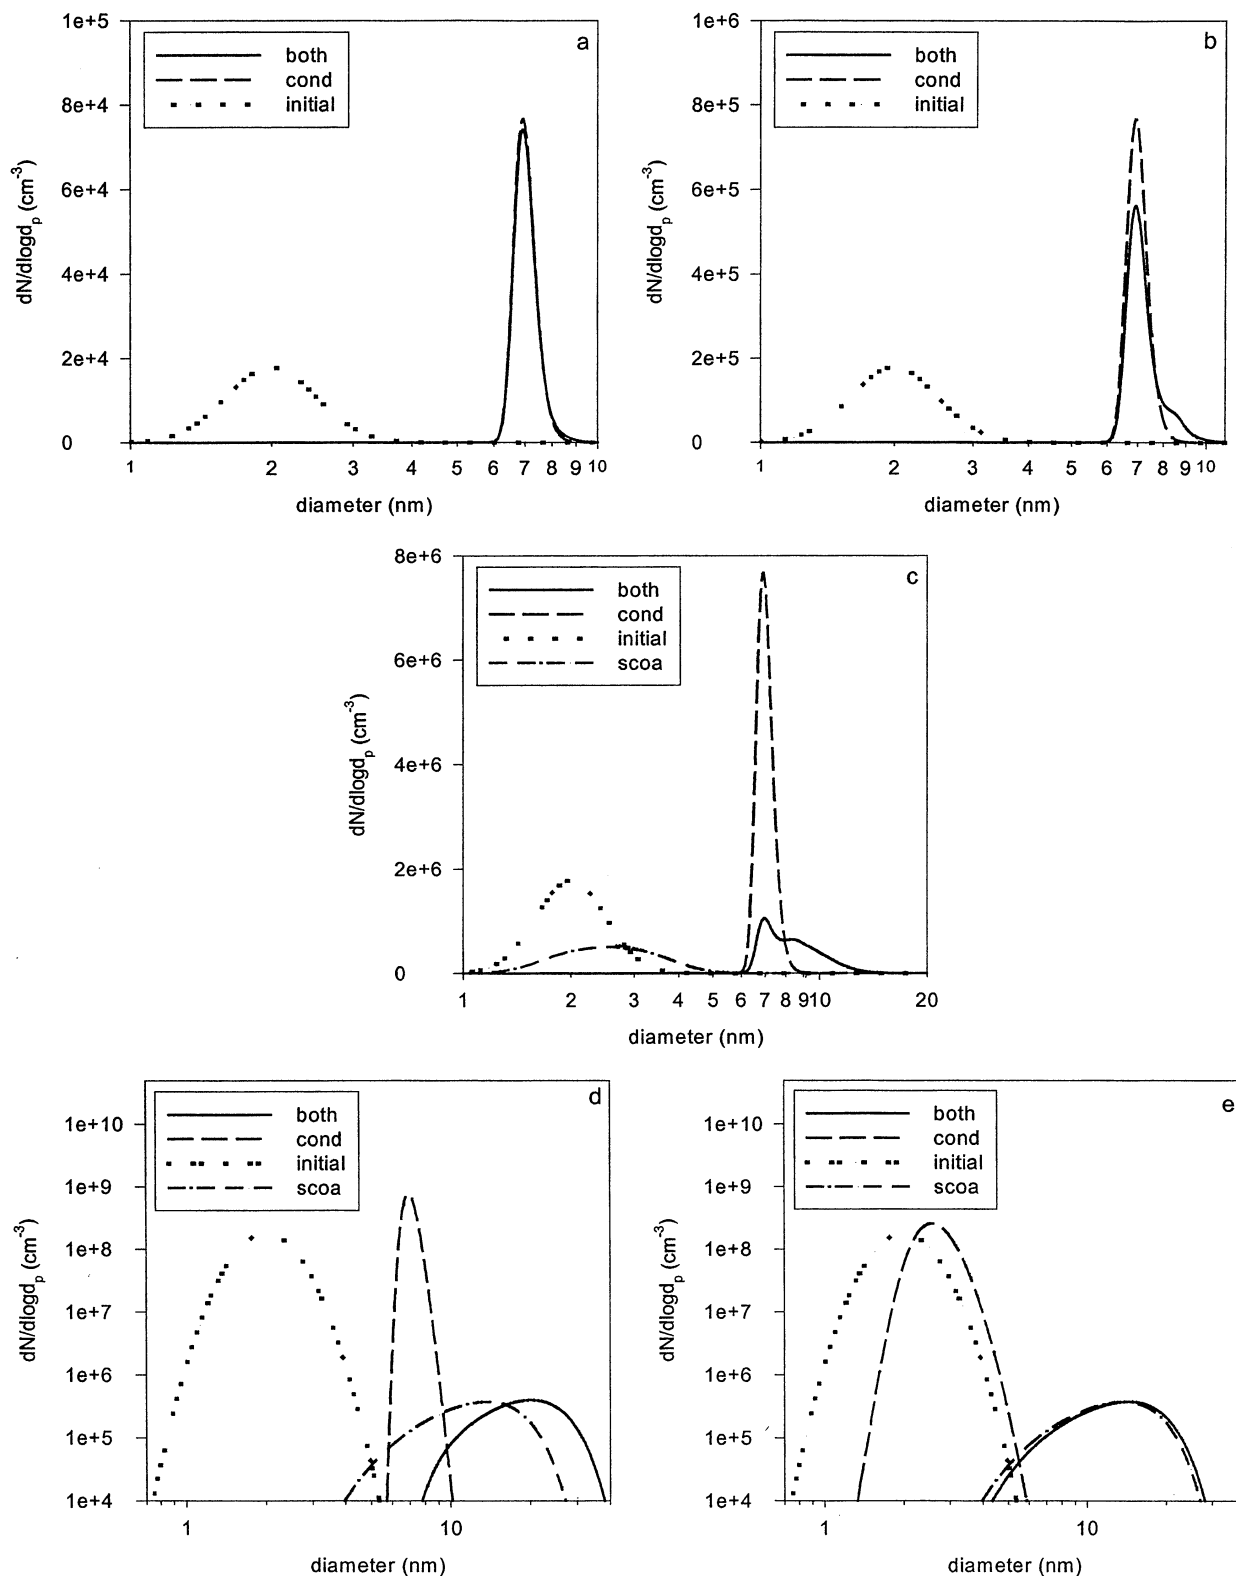 a
both
cond
initial
1e+5
8e+4
6e+4
4e+4
2e+4
0
dN/dlogdp (cm-3)
1 2 3 4 5 6 7 8 9 10
diameter (nm)
b
both
cond
initial
1e+6
8e+5
6e+5
4e+5
2e+5
0
dN/dlogdp (cm-3)
1 2 3 4 5 6 7 8 9 10
diameter (nm)
c
both
cond
initial
scoa
8e+6
6e+6
4e+6
2e+6
0
dN/dlogdp (cm-3)
1 2 3 4 5 6 7 8 9 10 20
diameter (nm)
d
both
cond
initial
scoa
1e+10
1e+9
1e+8
1e+7
1e+6
1e+5
1e+4
dN/dlogdp (cm-3)
1 10
diameter (nm)
e
both
cond
initial
scoa
1e+10
1e+9
1e+8
1e+7
1e+6
1e+5
1e+4
dN/dlogdp (cm-3)
1 10
diameter (nm)